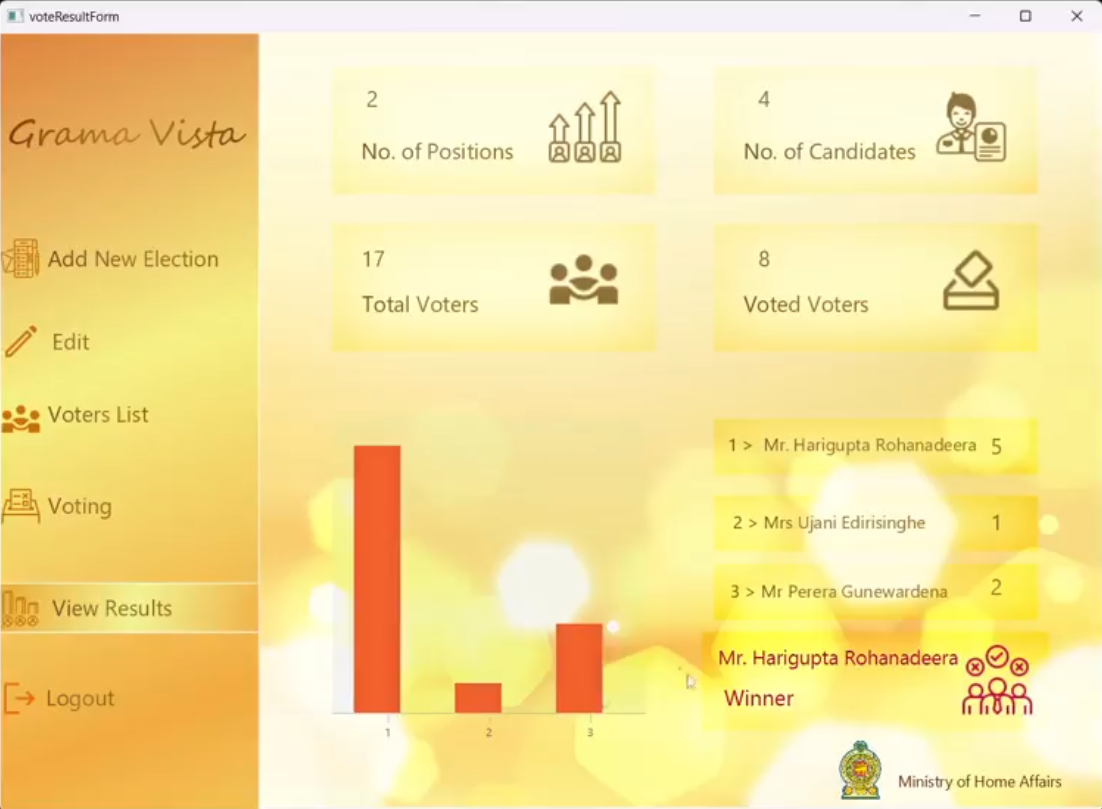 voteResultForm
Grama Vista
Add New Election
Edit
Voters List
Voting
View Results
Logout
2
No. of Positions
4
No. of Candidates
17
Total Voters
8
Voted Voters
1 > Mr. Harigupta Rohanadeera 5
2 > Mrs Ujani Edirisinghe 1
3 > Mr Perera Gunewardena 2
Mr. Harigupta Rohanadeera
Winner
1 2 3
Ministry of Home Affairs